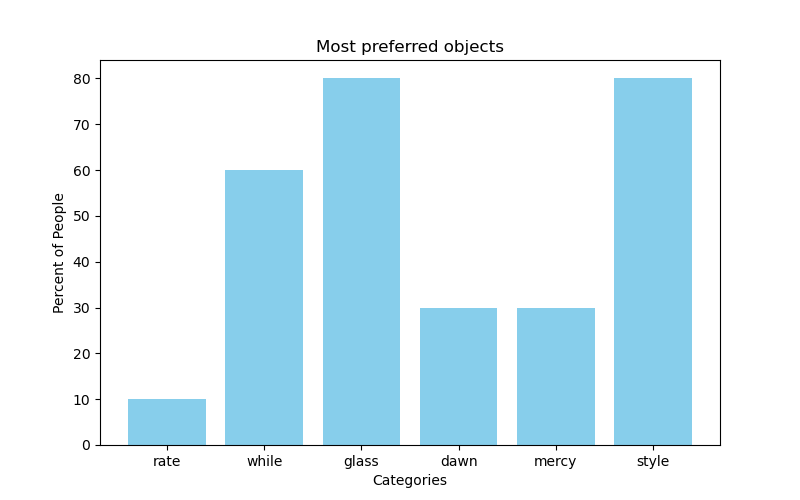 Most preferred objects
80
70
60
50
40
30
20
10
0
Percent of People
rate while glass dawn mercy style
Categories